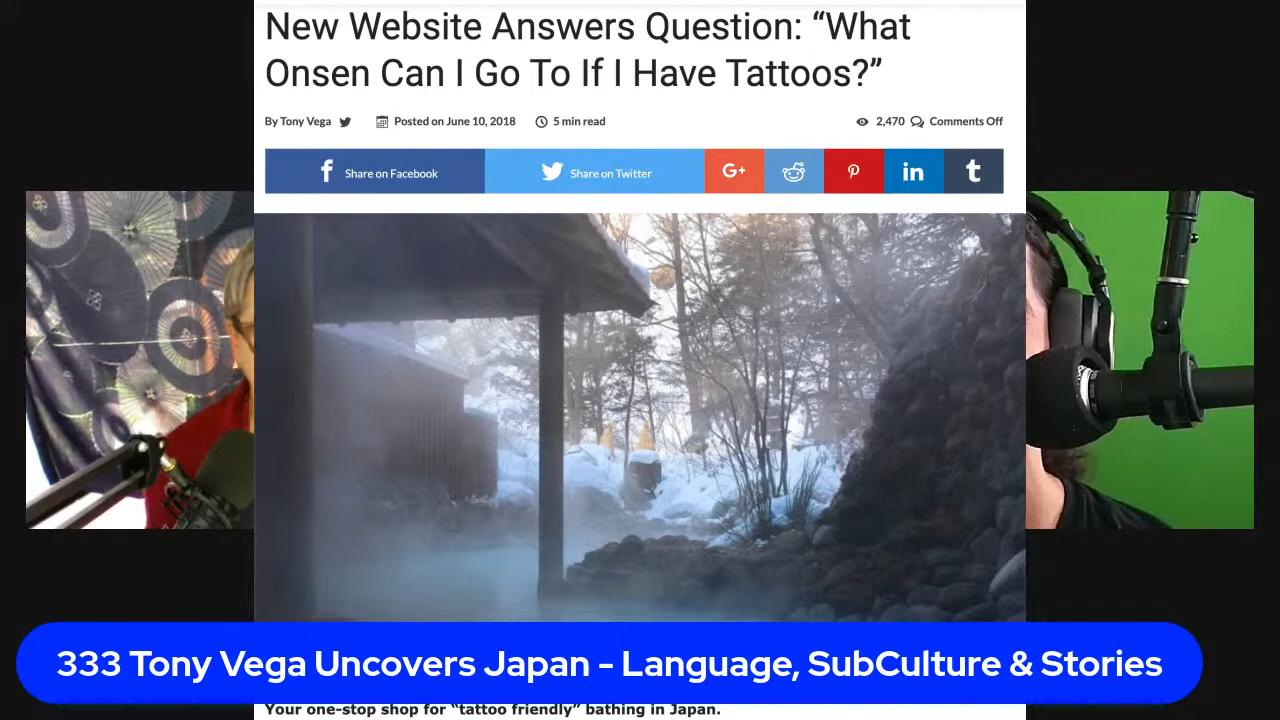 New Website Answers Question: “What
Onsen Can I Go To If I Have Tattoos?”
By Tony Vega Posted on June 10, 2018 5 min read 2,470 Comments Off
f Share on Facebook Share on Twitter G+ in t
333 Tony Vega Uncovers Japan - Language, SubCulture & Stories
Your one-stop shop for “tattoo friendly” bathing in Japan.